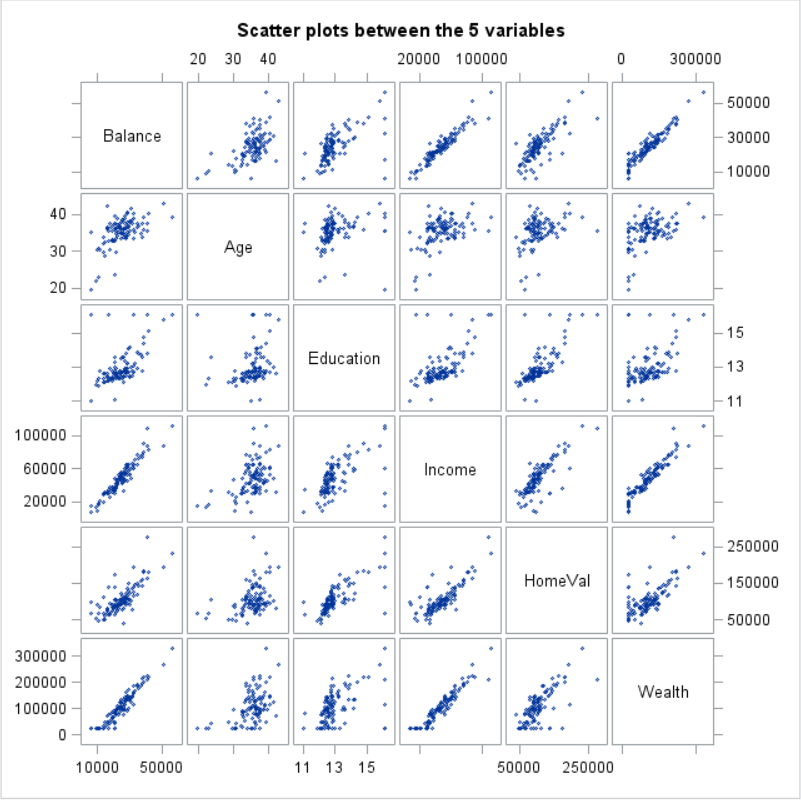 Scatter plots between the 5 variables
20 30 40 20000 100000 0 300000
Balance 50000
30000
10000
40
30 Age
20
Education 15
13
11
100000
60000 Income
20000
HomeVal 250000
150000
50000
300000
200000 Wealth
100000
0
10000 50000 11 13 15 50000 250000